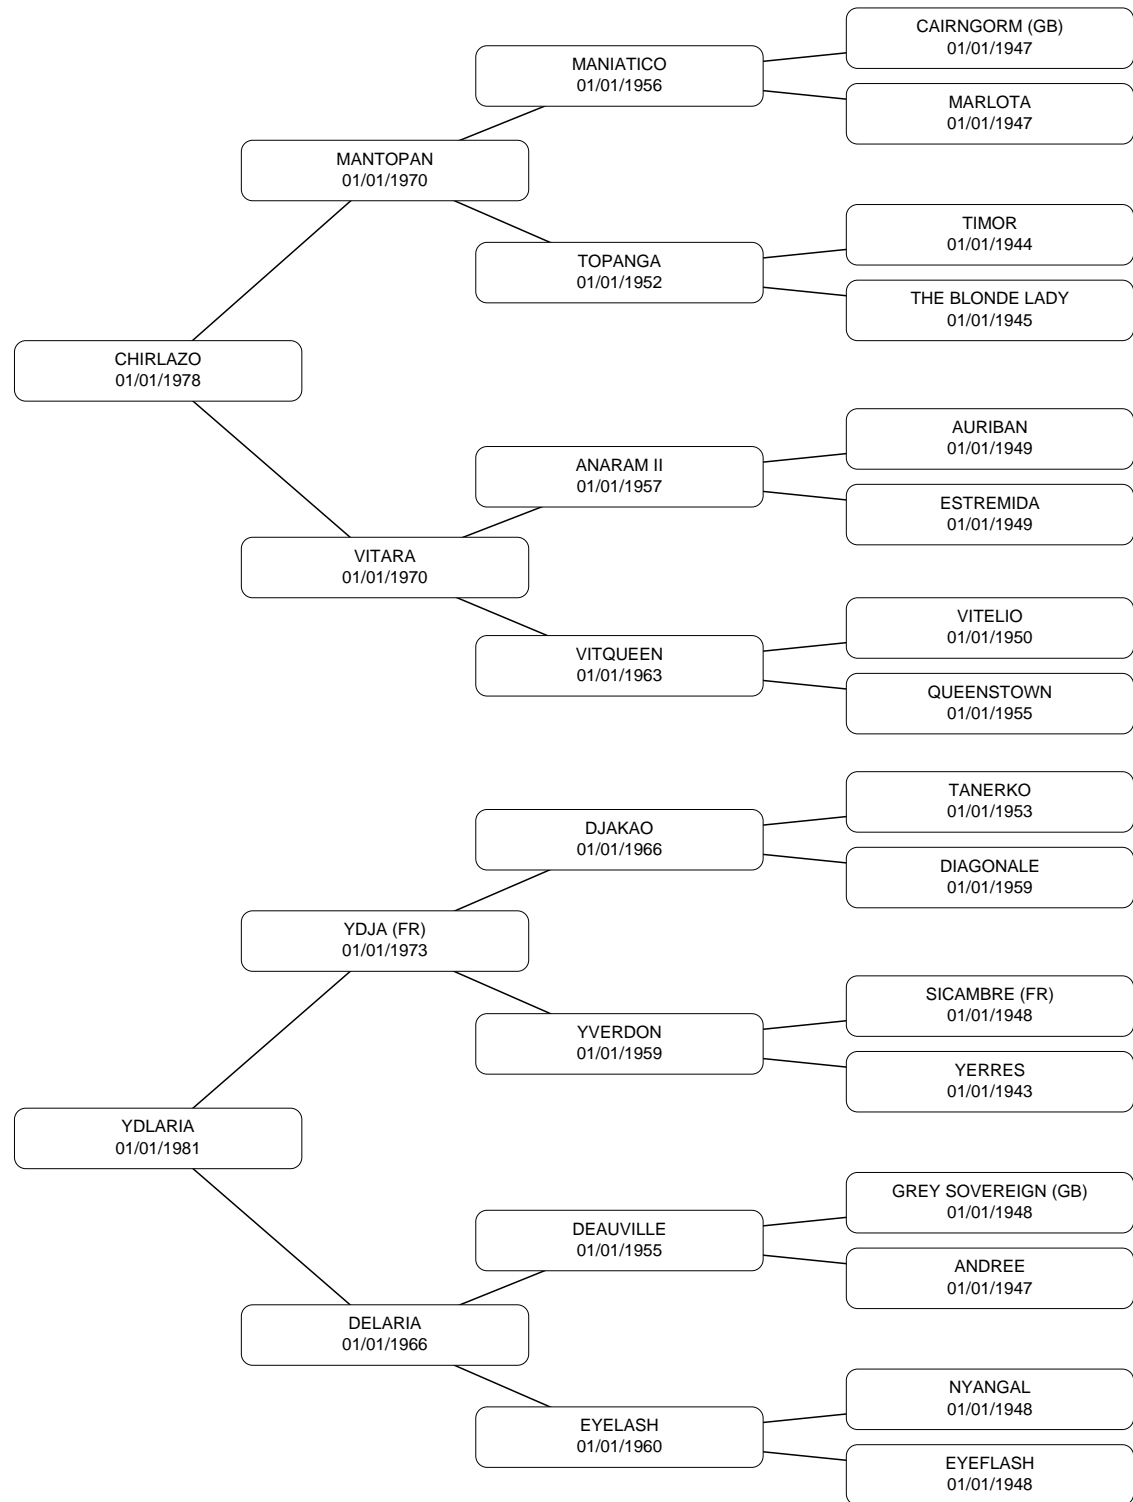 CAIRNGORM (GB)
01/01/1947
MANIATICO
01/01/1956
MARLOTA
01/01/1947
MANTOPAN
01/01/1970
TIMOR
01/01/1944
TOPANGA
01/01/1952
THE BLONDE LADY
01/01/1945
CHIRLAZO
01/01/1978
AURIBAN
01/01/1949
ANARAM II
01/01/1957
ESTREMIDA
01/01/1949
VITARA
01/01/1970
VITELIO
01/01/1950
VITQUEEN
01/01/1963
QUEENSTOWN
01/01/1955
TANERKO
01/01/1953
DJAKAO
01/01/1966
DIAGONALE
01/01/1959
YDJA (FR)
01/01/1973
SICAMBRE (FR)
01/01/1948
YVERDON
01/01/1959
YERRES
01/01/1943
YDLARIA
01/01/1981
GREY SOVEREIGN (GB)
01/01/1948
DEAUVILLE
01/01/1955
ANDREE
01/01/1947
DELARIA
01/01/1966
NYANGAL
01/01/1948
EYELASH
01/01/1960
EYEFLASH
01/01/1948